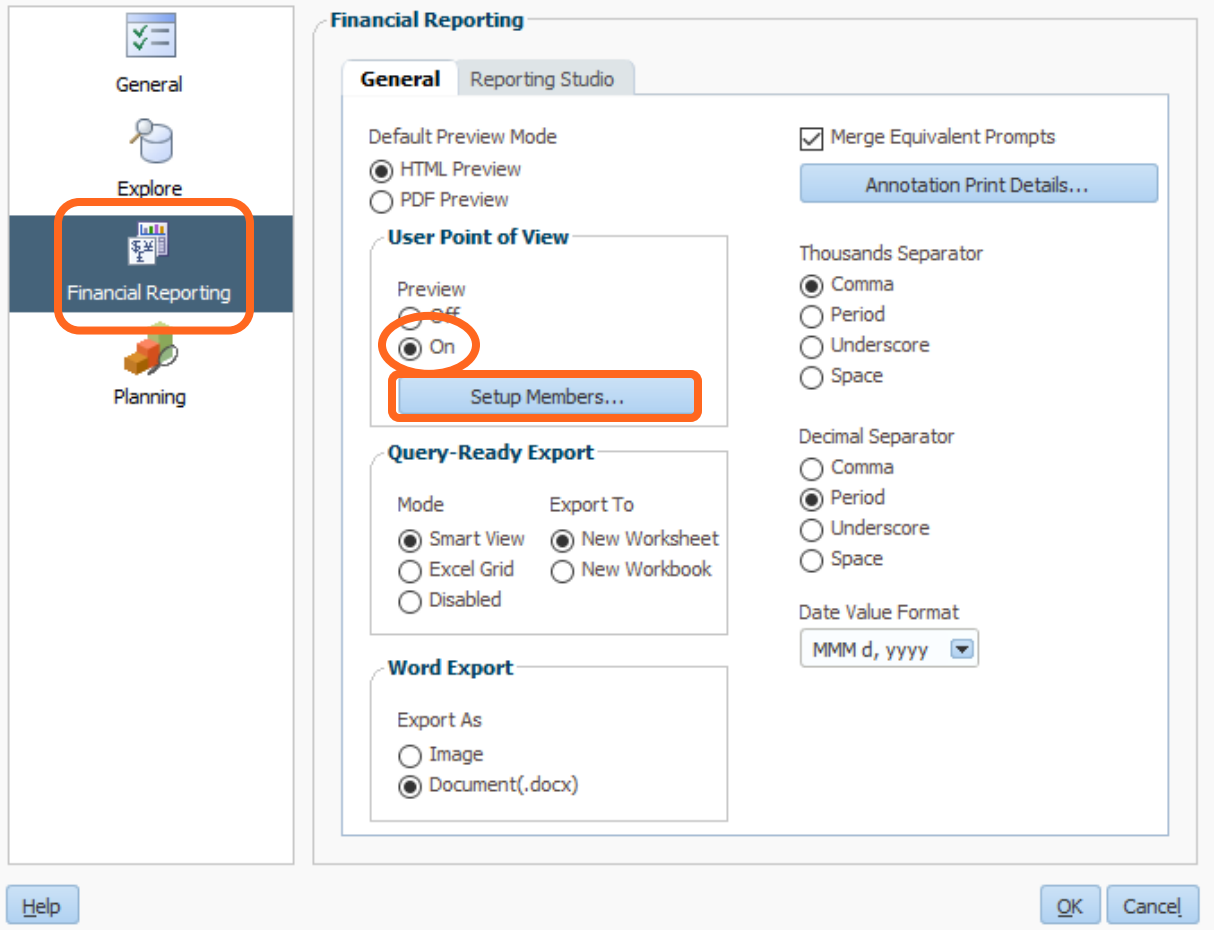 General
Explore
Financial Reporting
Planning
Financial Reporting
General Reporting Studio
Default Preview Mode
HTML Preview
PDF Preview
User Point of View
Preview
Off
On
Setup Members...
Query-Ready Export
Mode Export To
Smart View New Worksheet
Excel Grid New Workbook
Disabled
Word Export
Export As
Image
Document(.docx)
Merge Equivalent Prompts
Annotation Print Details...
Thousands Separator
Comma
Period
Underscore
Space
Decimal Separator
Comma
Period
Underscore
Space
Date Value Format
MMM d, yyyy
Help OK Cancel